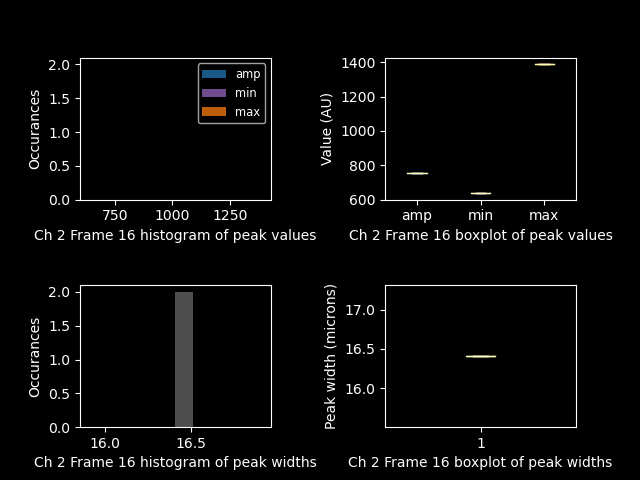 2.0
1.5
1.0
0.5
0.0
Occurances
amp
min
max
750 1000 1250
Ch 2 Frame 16 histogram of peak values
1400
1200
1000
800
600
Value (AU)
amp min max
Ch 2 Frame 16 boxplot of peak values
2.0
1.5
1.0
0.5
0.0
Occurances
16.0 16.5
Ch 2 Frame 16 histogram of peak widths
17.0
16.5
16.0
Peak width (microns)
1
Ch 2 Frame 16 boxplot of peak widths